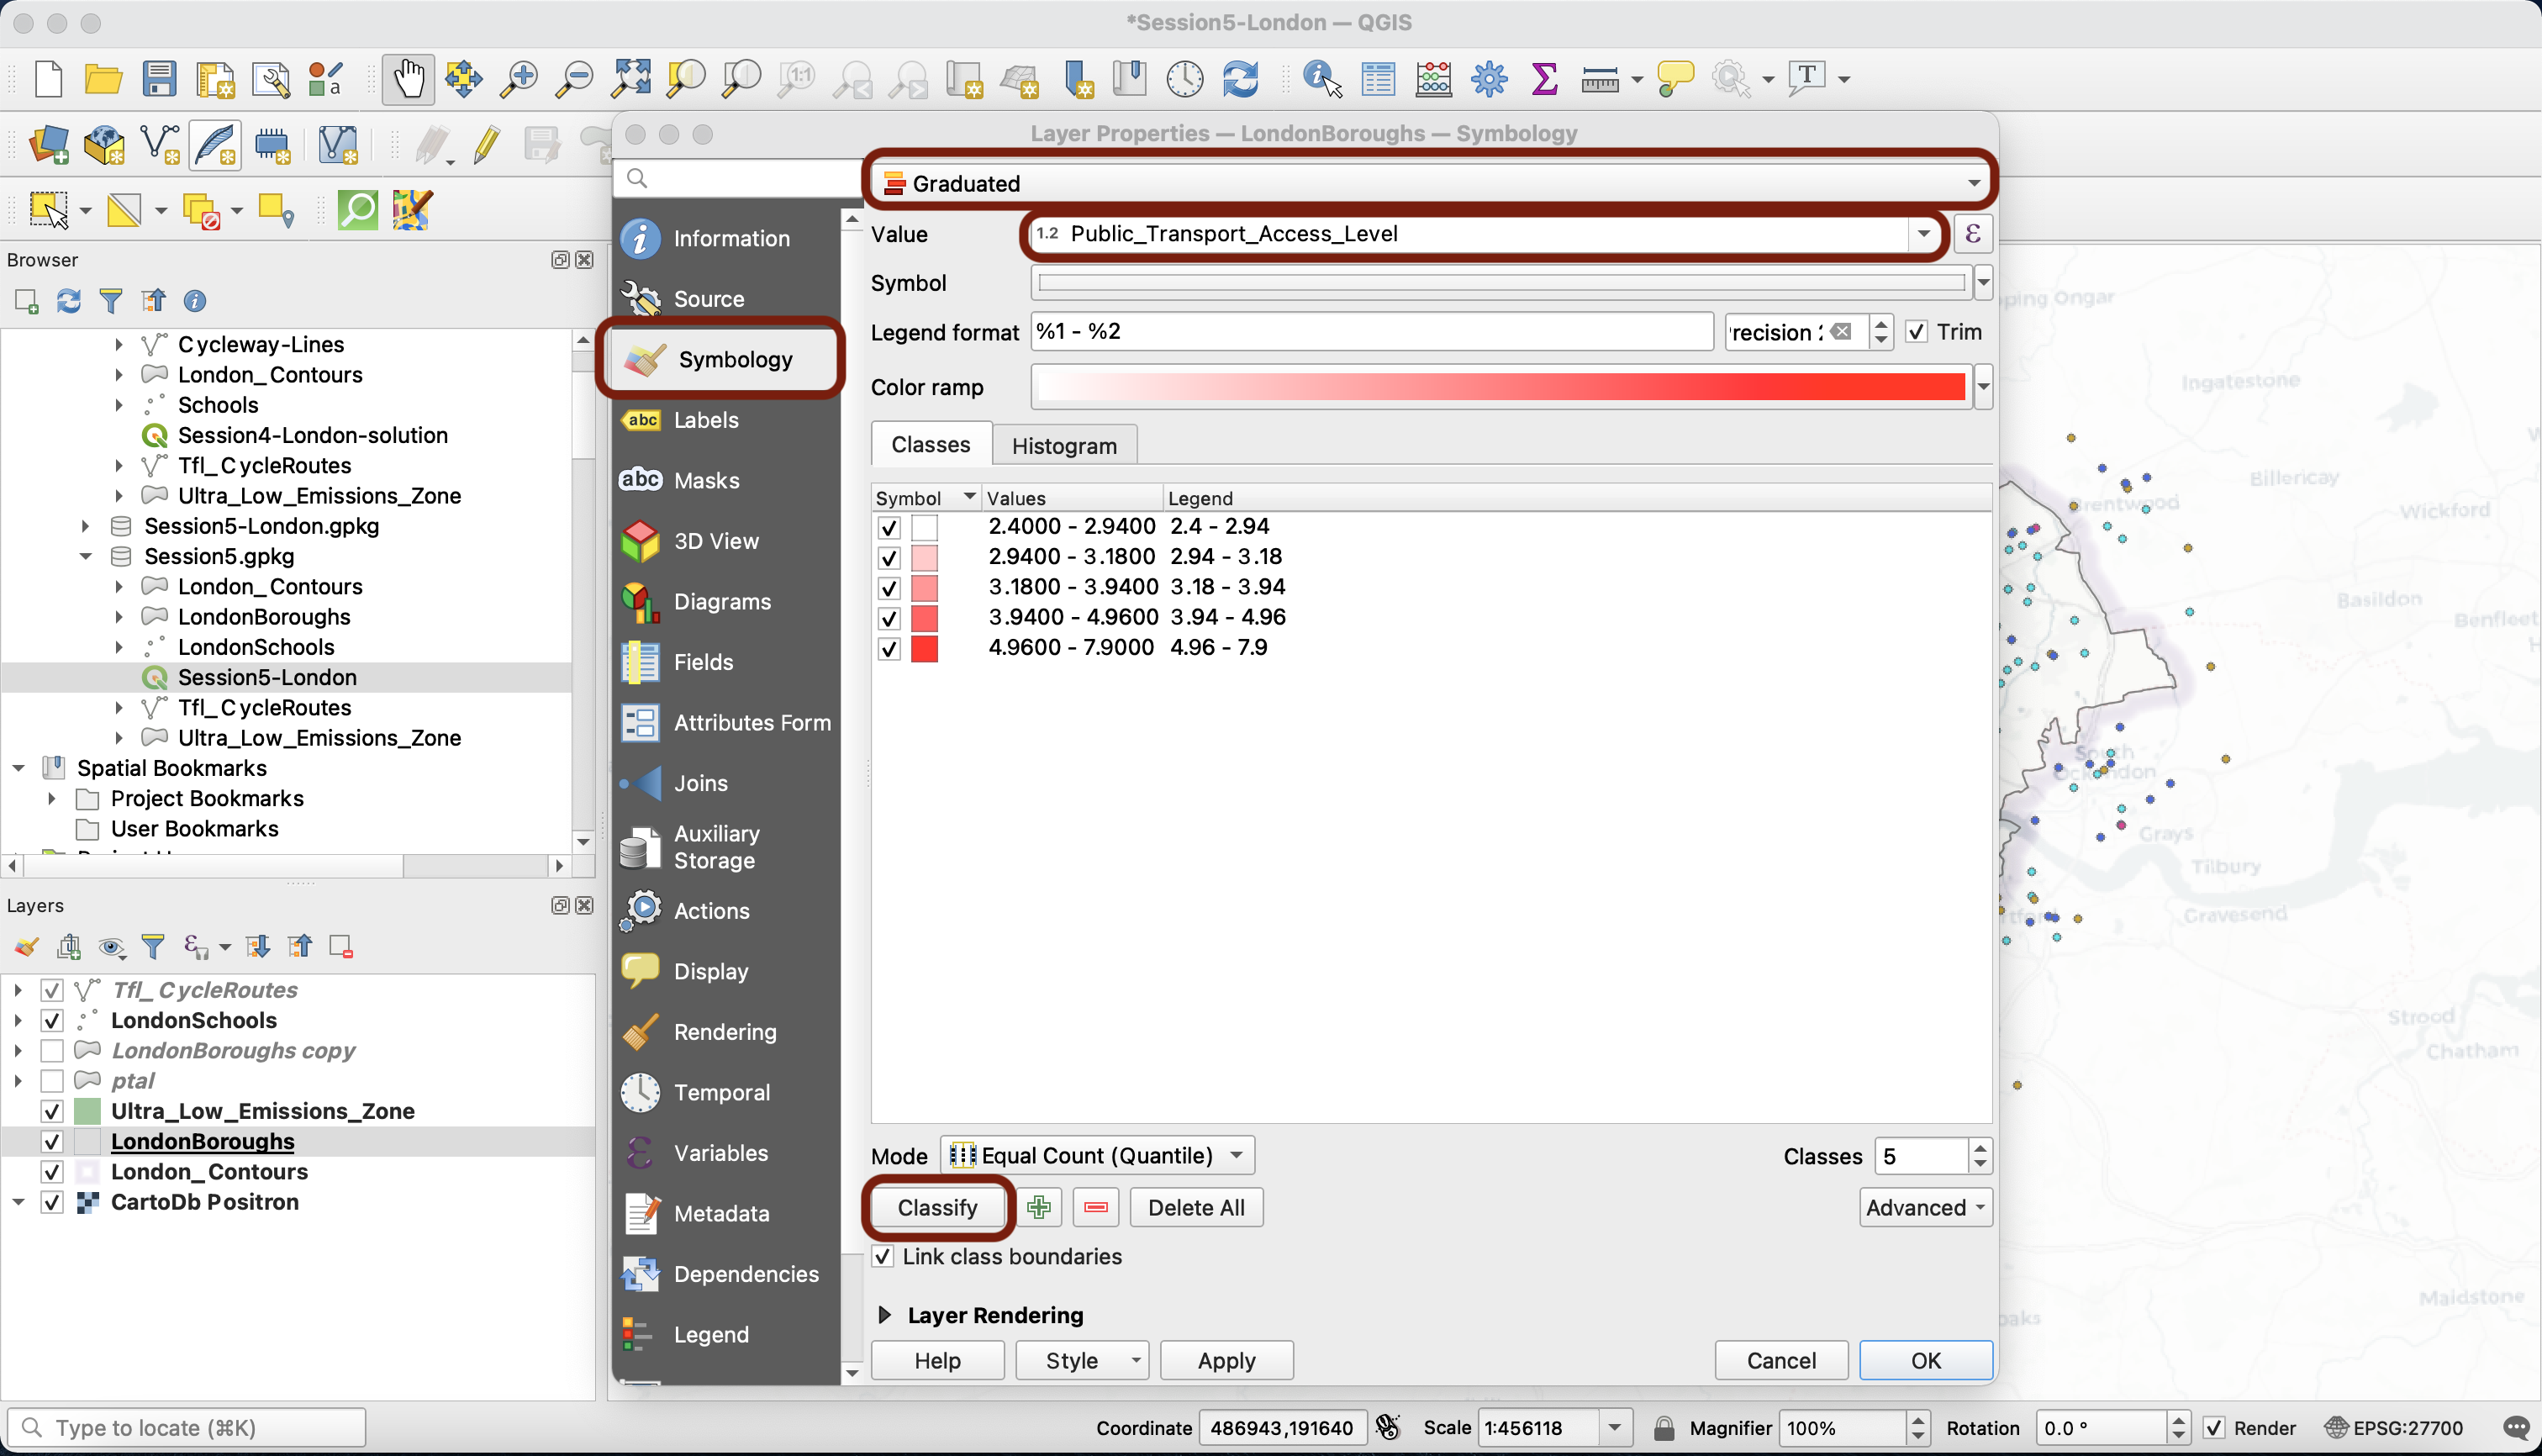 *Session5-London — QGIS
Layer Properties — LondonBoroughs — Symbology
Browser
Cycleway-Lines
London_Contours
Schools
Session4-London-solution
Tfl_CycleRoutes
Ultra_Low_Emissions_Zone
Session5-London.gpkg
Session5.gpkg
London_Contours
LondonBoroughs
LondonSchools
Session5-London
Tfl_CycleRoutes
Ultra_Low_Emissions_Zone
Spatial Bookmarks
Project Bookmarks
User Bookmarks
Layers
Tfl_CycleRoutes
LondonSchools
LondonBoroughs copy
ptal
Ultra_Low_Emissions_Zone
LondonBoroughs
London_Contours
CartoDb Positron
Information
Source
Symbology
abc Labels
abc Masks
3D View
Diagrams
Fields
Attributes Form
Joins
Auxiliary
Storage
Actions
Display
Rendering
Temporal
Variables
Metadata
Dependencies
Legend
Graduated
Value 1.2 Public_Transport_Access_Level ε
Symbol
Legend format %1 - %2 Trim
Color ramp
Classes Histogram
Symbol Values Legend
2.4000 - 2.9400 2.4 - 2.94
2.9400 - 3.1800 2.94 - 3.18
3.1800 - 3.9400 3.18 - 3.94
3.9400 - 4.9600 3.94 - 4.96
4.9600 - 7.9000 4.96 - 7.9
Mode Equal Count (Quantile) Classes 5
Classify Delete All Advanced
Link class boundaries
Layer Rendering
Help Style Apply Cancel OK
Ingatestone
Billericay
Brentwood
Wickford
Basildon
South
Ockendon
Grays
Tilbury
Gravesend
Strood
Chatham
Maidstone
Type to locate (⌘K) Coordinate 486943,191640 Scale 1:456118 Magnifier 100% Rotation 0.0 ° Render EPSG:27700